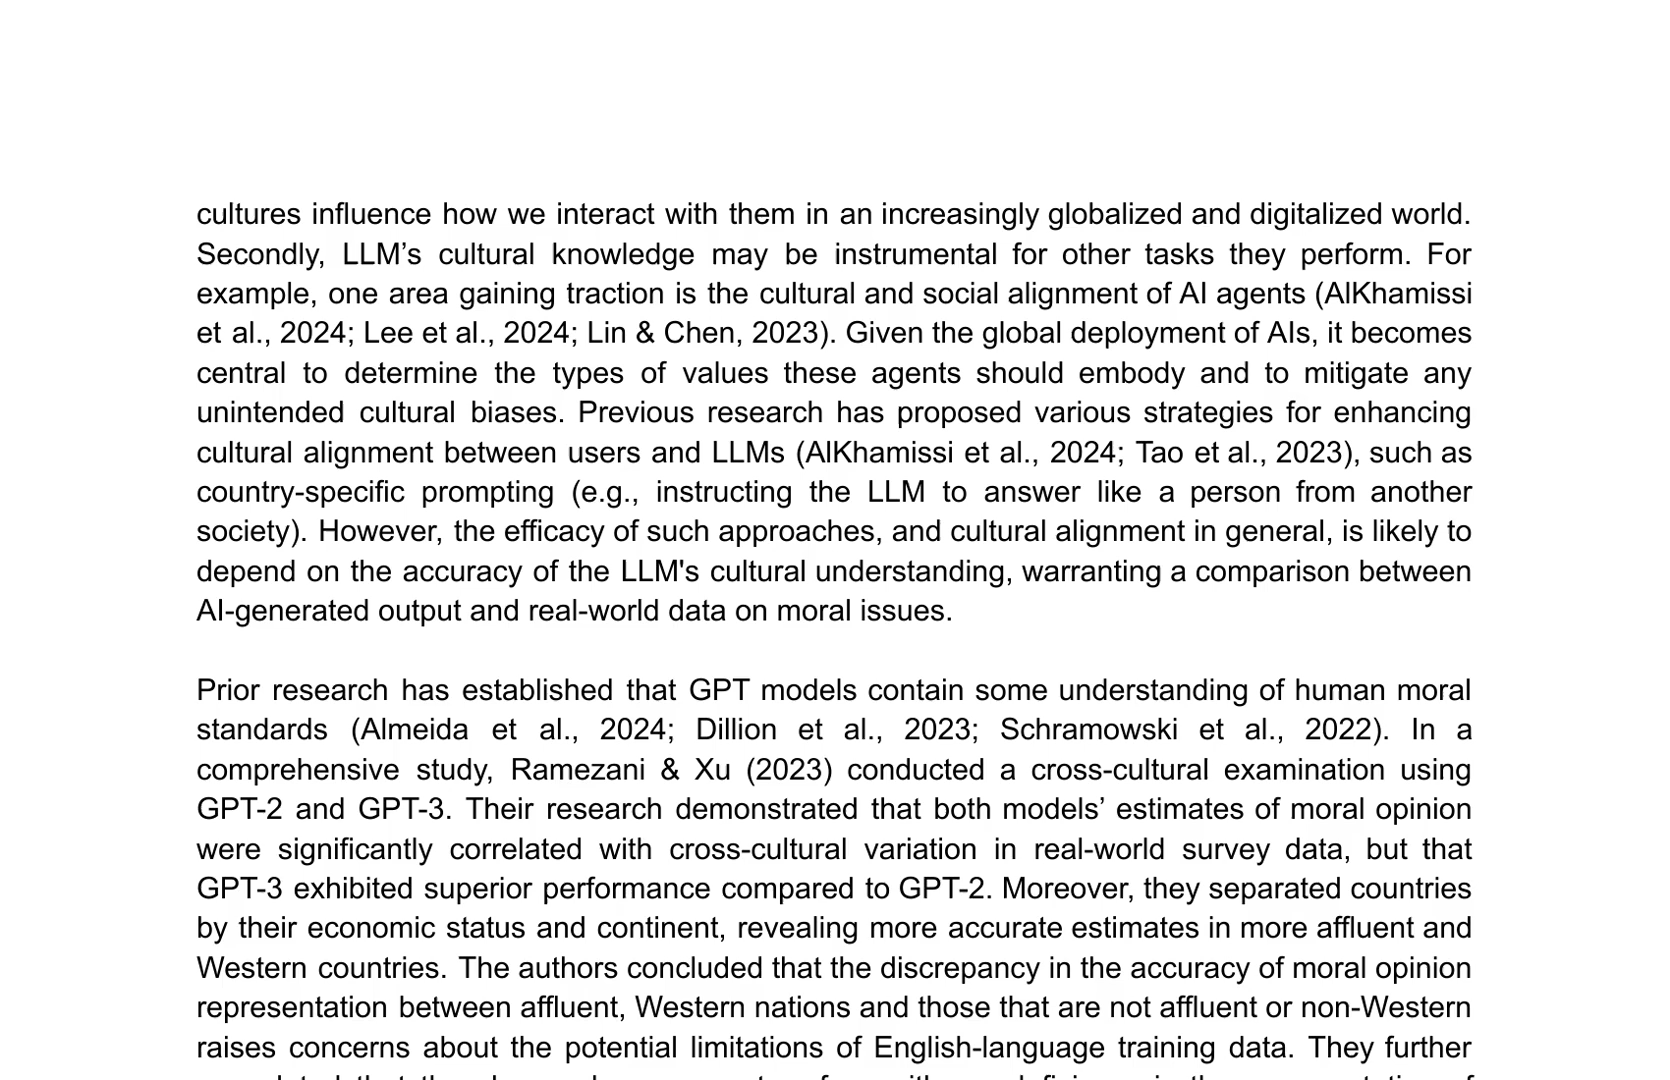 cultures influence how we interact with them in an increasingly globalized and digitalized world.
Secondly, LLM’s cultural knowledge may be instrumental for other tasks they perform. For
example, one area gaining traction is the cultural and social alignment of AI agents (AlKhamissi
et al., 2024; Lee et al., 2024; Lin & Chen, 2023). Given the global deployment of AIs, it becomes
central to determine the types of values these agents should embody and to mitigate any
unintended cultural biases. Previous research has proposed various strategies for enhancing
cultural alignment between users and LLMs (AlKhamissi et al., 2024; Tao et al., 2023), such as
country-specific prompting (e.g., instructing the LLM to answer like a person from another
society). However, the efficacy of such approaches, and cultural alignment in general, is likely to
depend on the accuracy of the LLM's cultural understanding, warranting a comparison between
AI-generated output and real-world data on moral issues.
Prior research has established that GPT models contain some understanding of human moral
standards (Almeida et al., 2024; Dillion et al., 2023; Schramowski et al., 2022). In a
comprehensive study, Ramezani & Xu (2023) conducted a cross-cultural examination using
GPT-2 and GPT-3. Their research demonstrated that both models’ estimates of moral opinion
were significantly correlated with cross-cultural variation in real-world survey data, but that
GPT-3 exhibited superior performance compared to GPT-2. Moreover, they separated countries
by their economic status and continent, revealing more accurate estimates in more affluent and
Western countries. The authors concluded that the discrepancy in the accuracy of moral opinion
representation between affluent, Western nations and those that are not affluent or non-Western
raises concerns about the potential limitations of English-language training data. They further